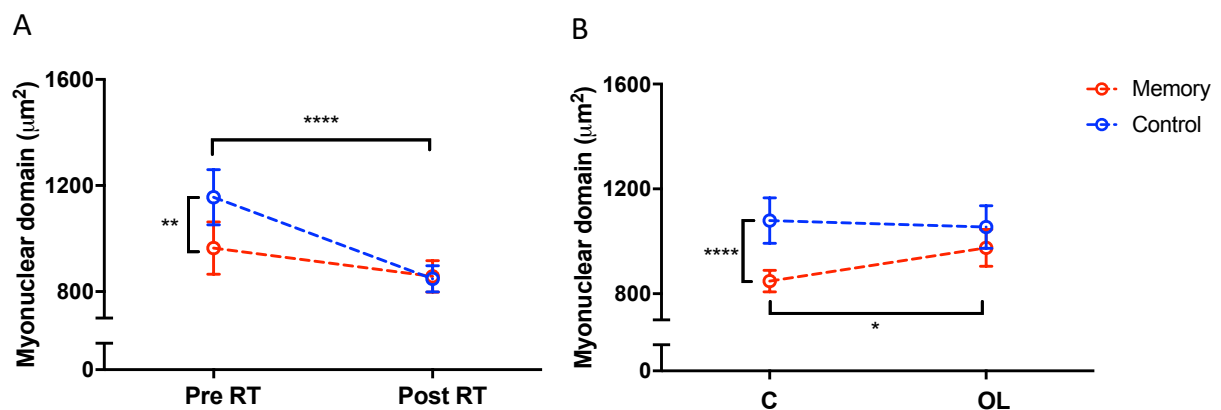 A
Myonuclear domain (μm²)
1600
1200
800
0
****
**
Pre RT
Post RT
B
Myonuclear domain (μm²)
1600
1200
800
0
****
*
C
OL
Memory
Control